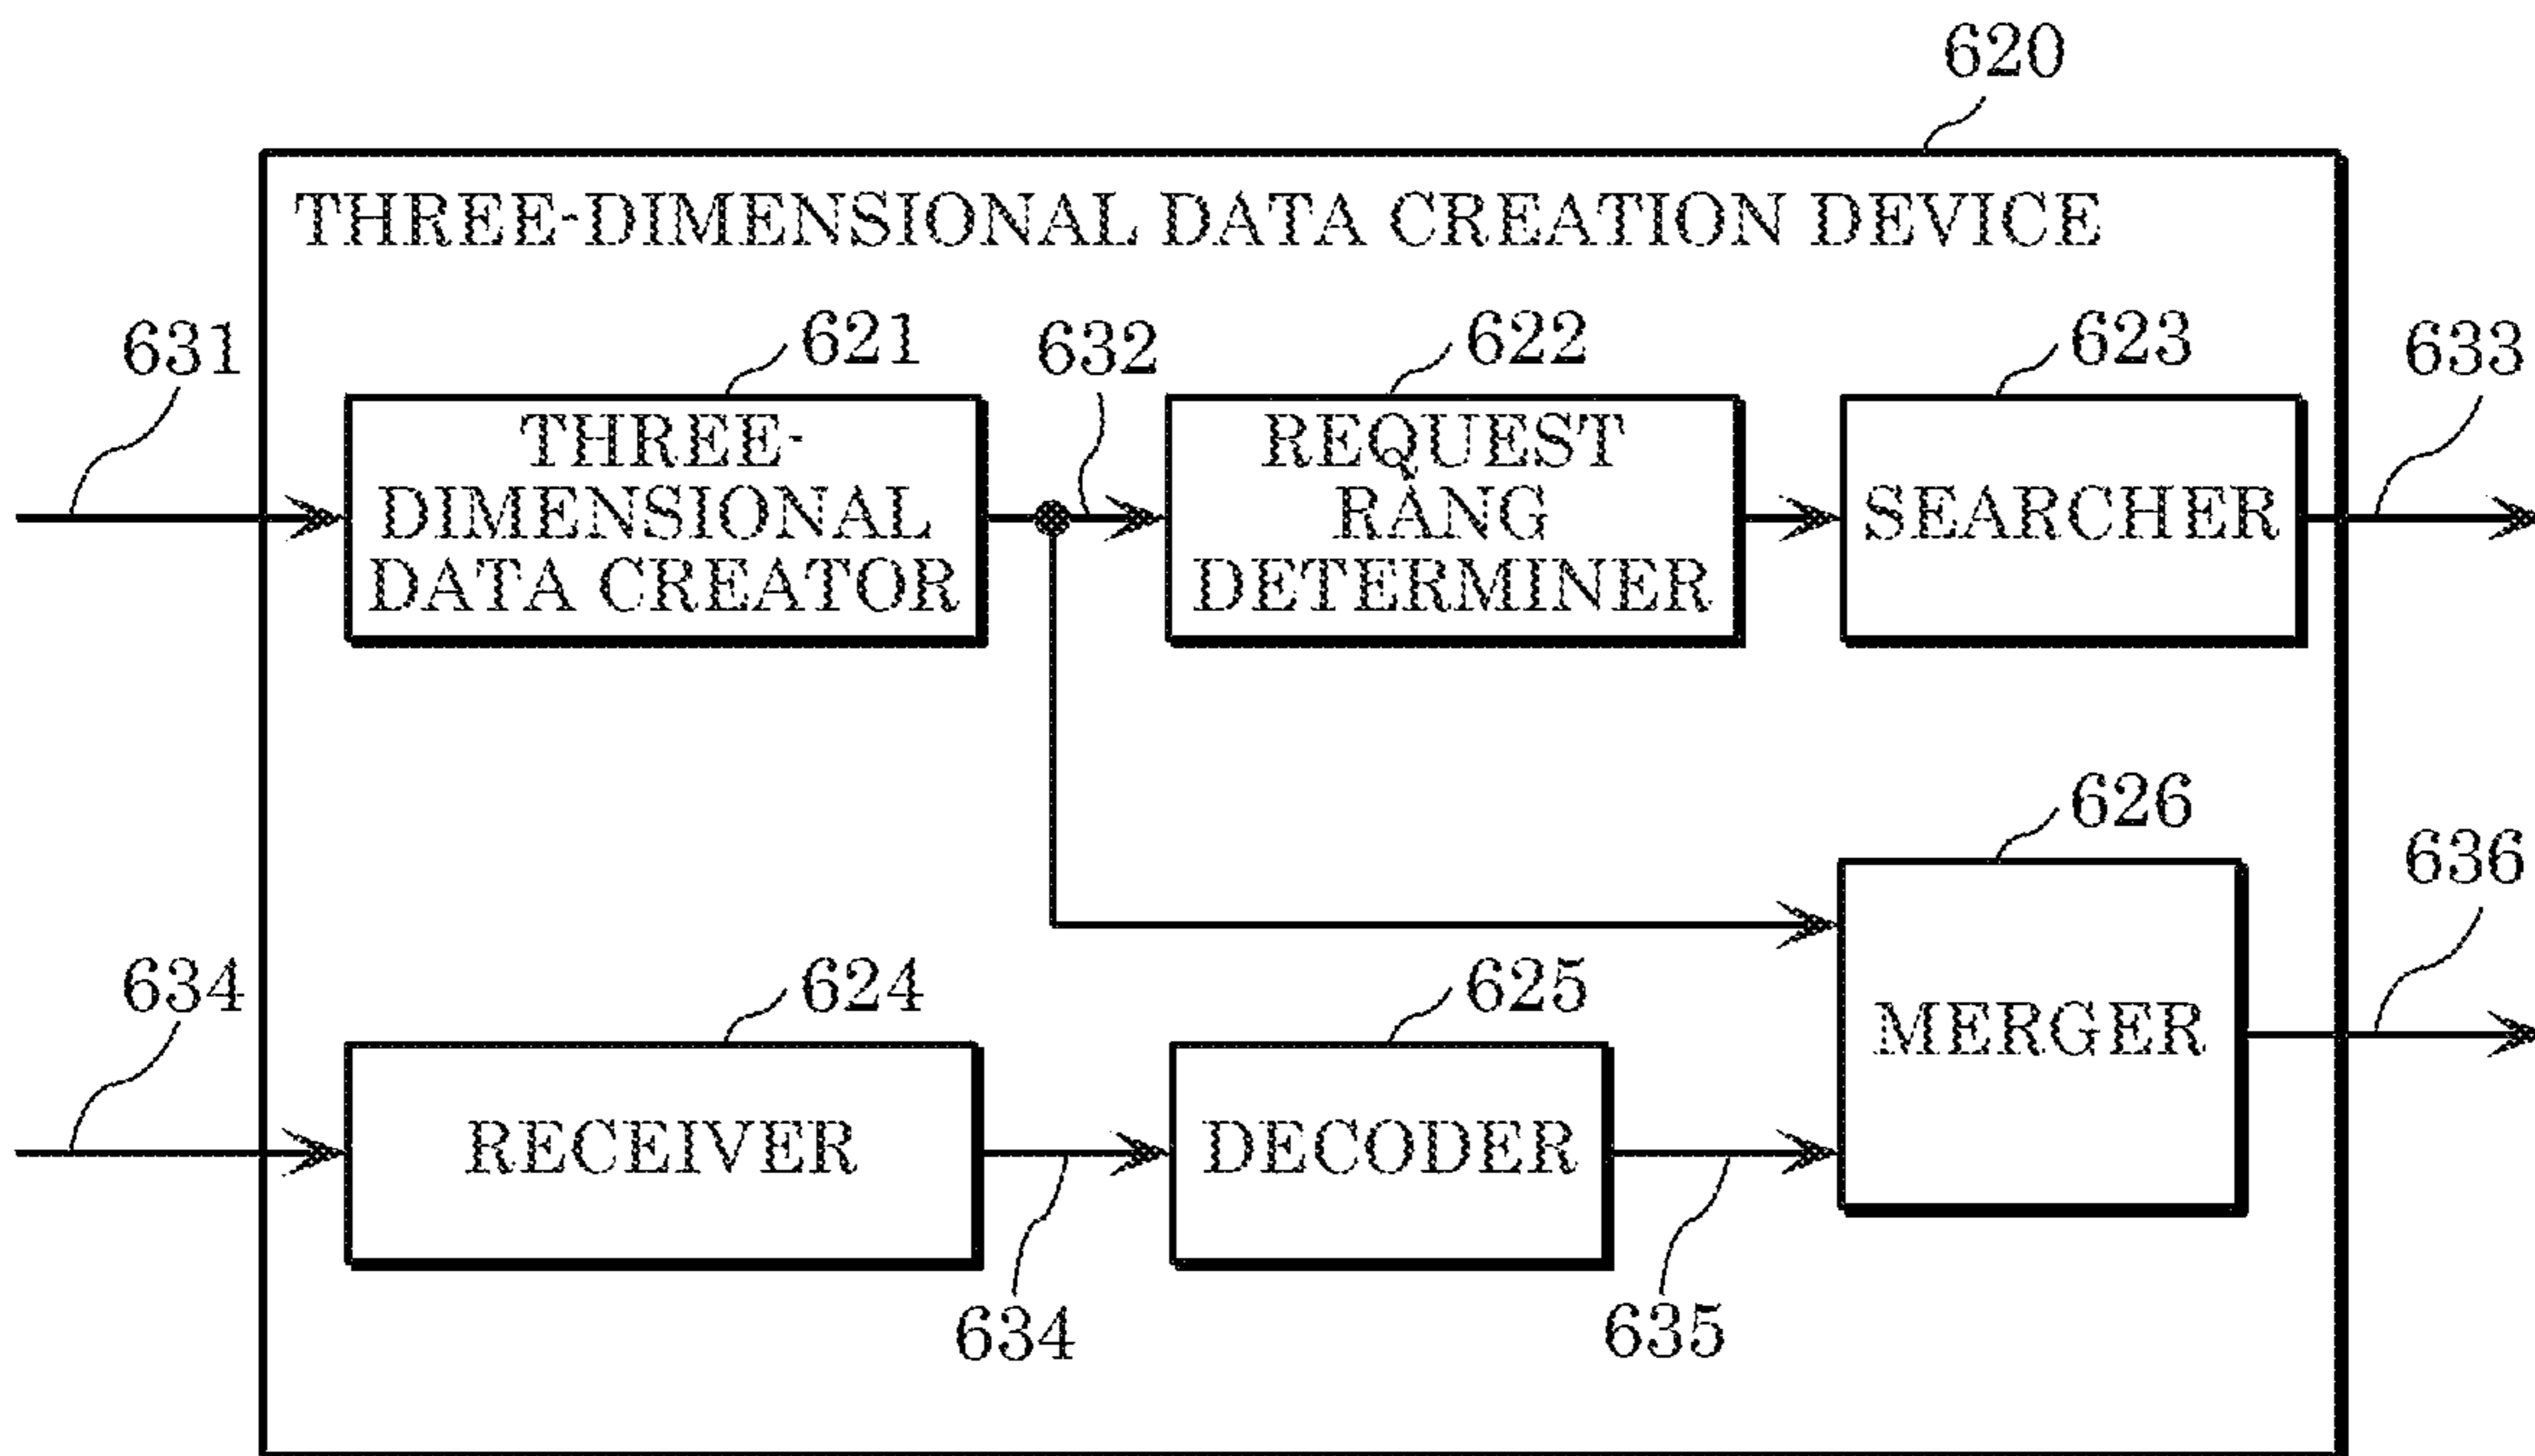 620
THREE-DIMENSIONAL DATA CREATION DEVICE
631
621
632
622
623
633
THREE-
DIMENSIONAL
DATA CREATOR
REQUEST
RANG
DETERMINER
SEARCHER
626
636
634
624
625
MERGER
RECEIVER
DECODER
634
635